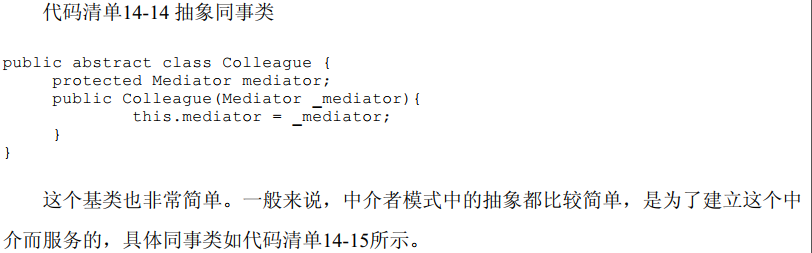 代码清单14-14 抽象同事类
public abstract class Colleague {
protected Mediator mediator;
public Colleague(Mediator _mediator){
this.mediator = _mediator;
}
}
这个基类也非常简单。一般来说，中介者模式中的抽象都比较简单，是为了建立这个中
介而服务的，具体同事类如代码清单14-15所示。